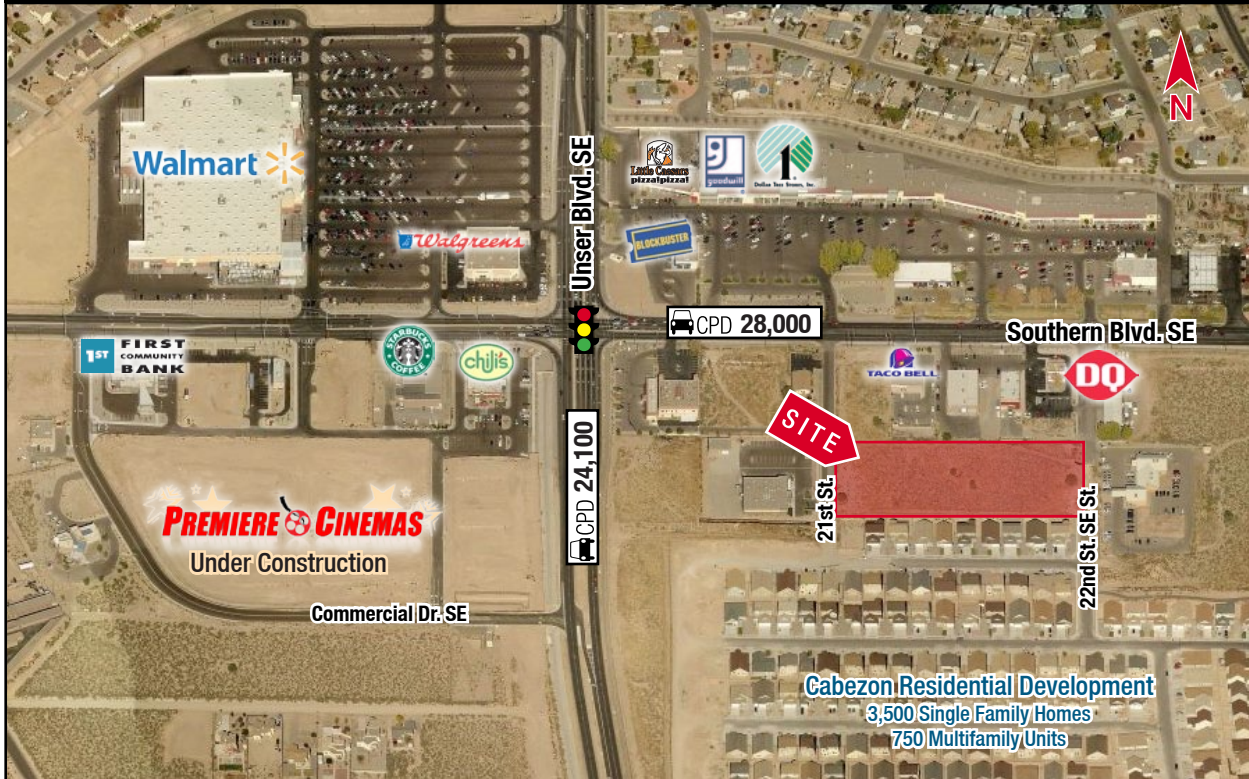 N
Walmart
Walgreens
Unser Blvd. SE
Little Caesars
pizza!pizza!
goodwill
1
Dollar Tree Stores, Inc.
BLOCKBUSTER
CPD 28,000
Southern Blvd. SE
1ST FIRST
COMMUNITY
BANK
STARBUCKS
COFFEE
chili's
TACO BELL
DQ
SITE
CPD 24,100
21st St.
22nd St. SE St.
PREMIERE CINEMAS
Under Construction
Commercial Dr. SE
Cabezon Residential Development
3,500 Single Family Homes
750 Multifamily Units